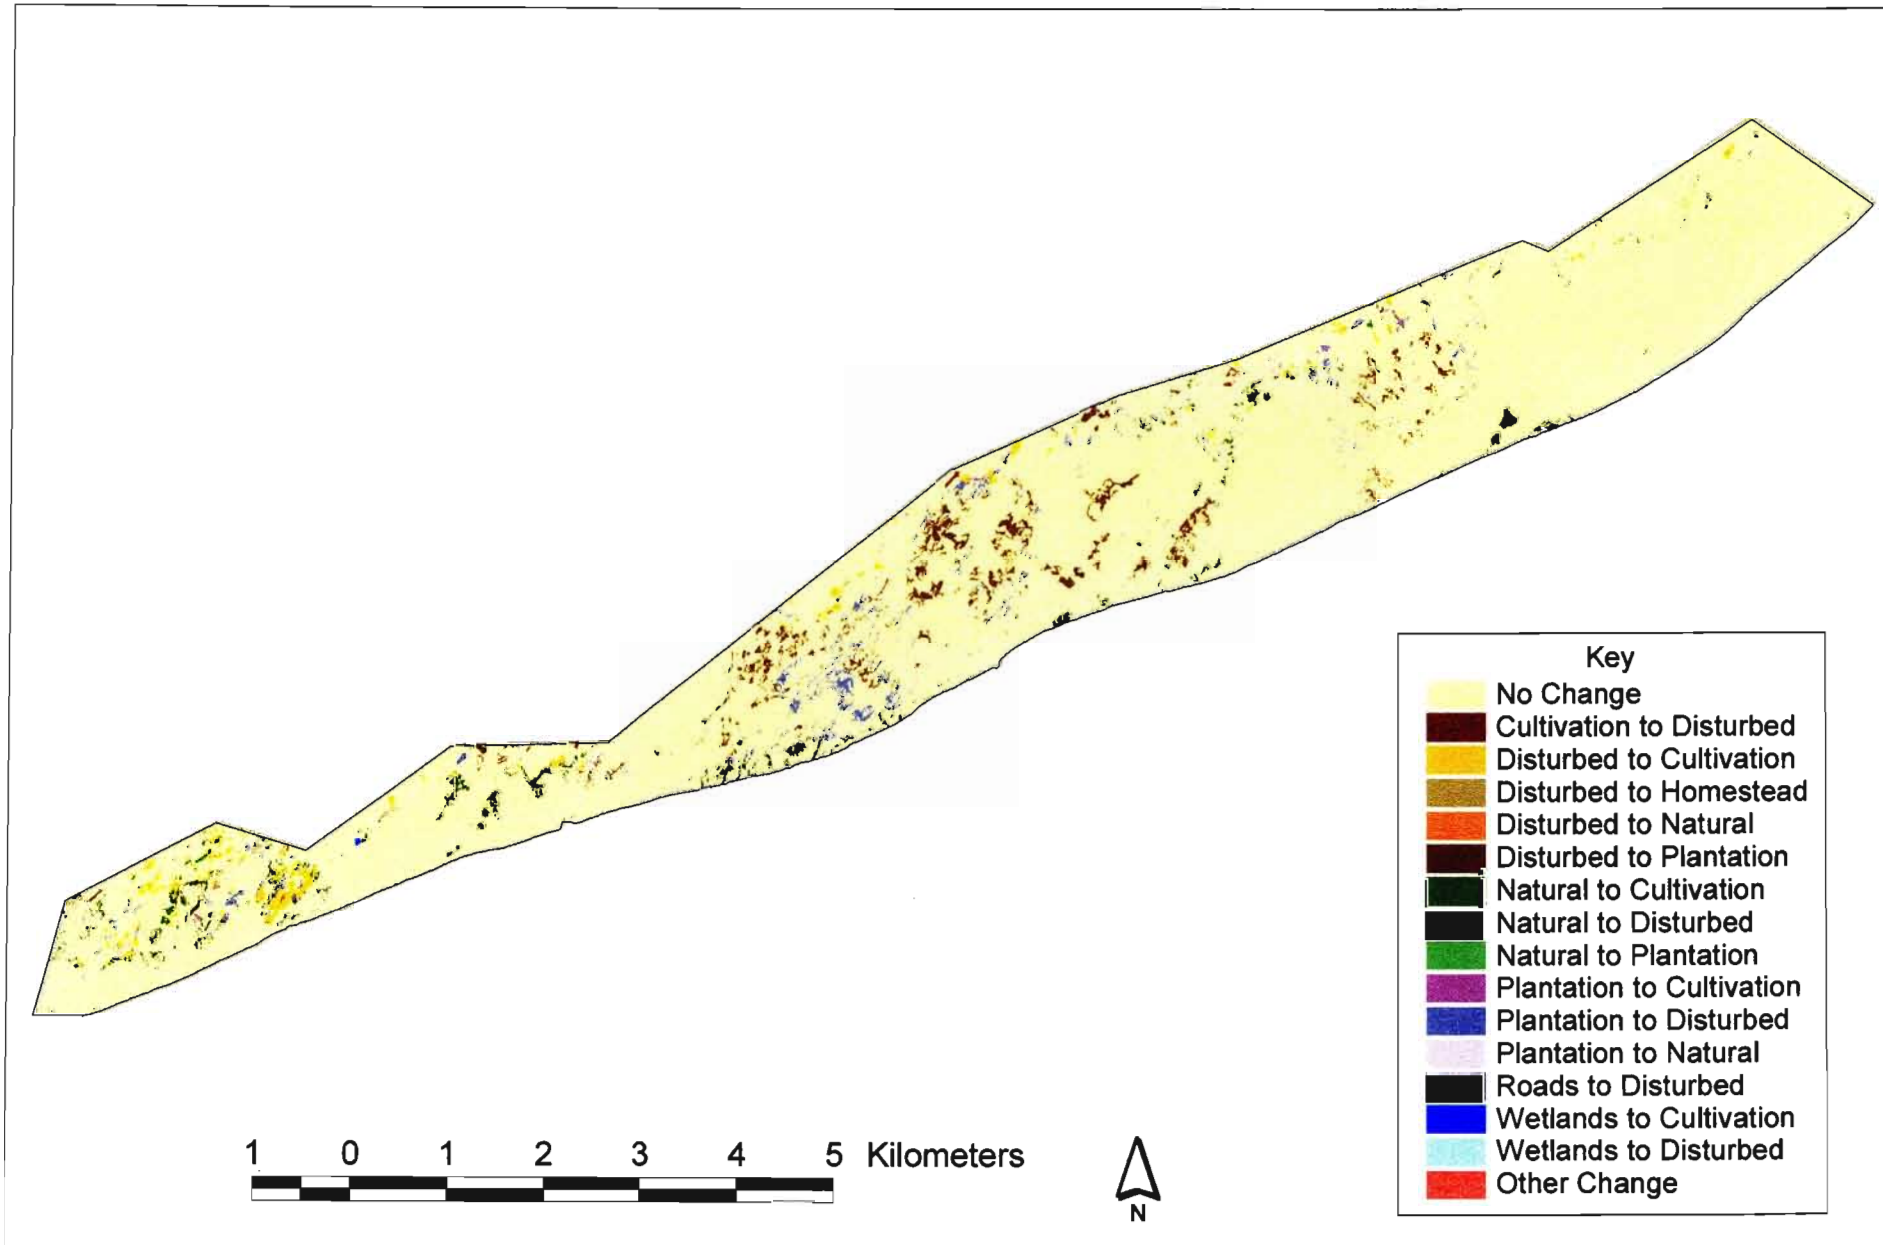 Key
No Change
Cultivation to Disturbed
Disturbed to Cultivation
Disturbed to Homestead
Disturbed to Natural
Disturbed to Plantation
Natural to Cultivation
Natural to Disturbed
Natural to Plantation
Plantation to Cultivation
Plantation to Disturbed
Plantation to Natural
Roads to Disturbed
Wetlands to Cultivation
Wetlands to Disturbed
Other Change
1 0 1 2 3 4 5 Kilometers
N